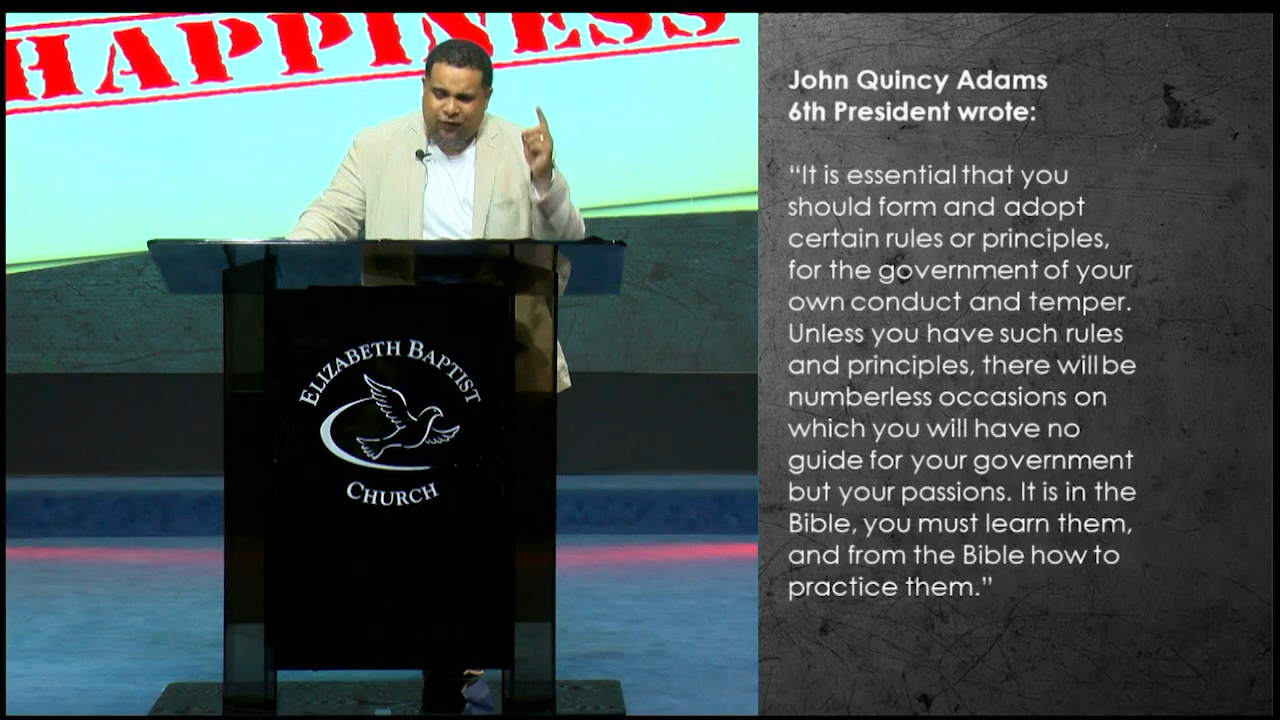 HAPPINESS
ELIZABETH BAPTIST
CHURCH
John Quincy Adams
6th President wrote:
“It is essential that you
should form and adopt
certain rules or principles,
for the government of your
own conduct and temper.
Unless you have such rules
and principles, there will be
numberless occasions on
which you will have no
guide for your government
but your passions. It is in the
Bible, you must learn them,
and from the Bible how to
practice them.”